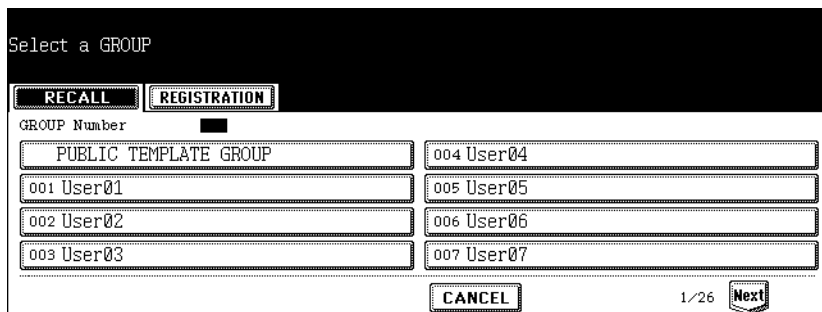 Select a GROUP
RECALL REGISTRATION
GROUP Number
PUBLIC TEMPLATE GROUP 004 User04
001 User01 005 User05
002 User02 006 User06
003 User03 007 User07
CANCEL 1/26 Next